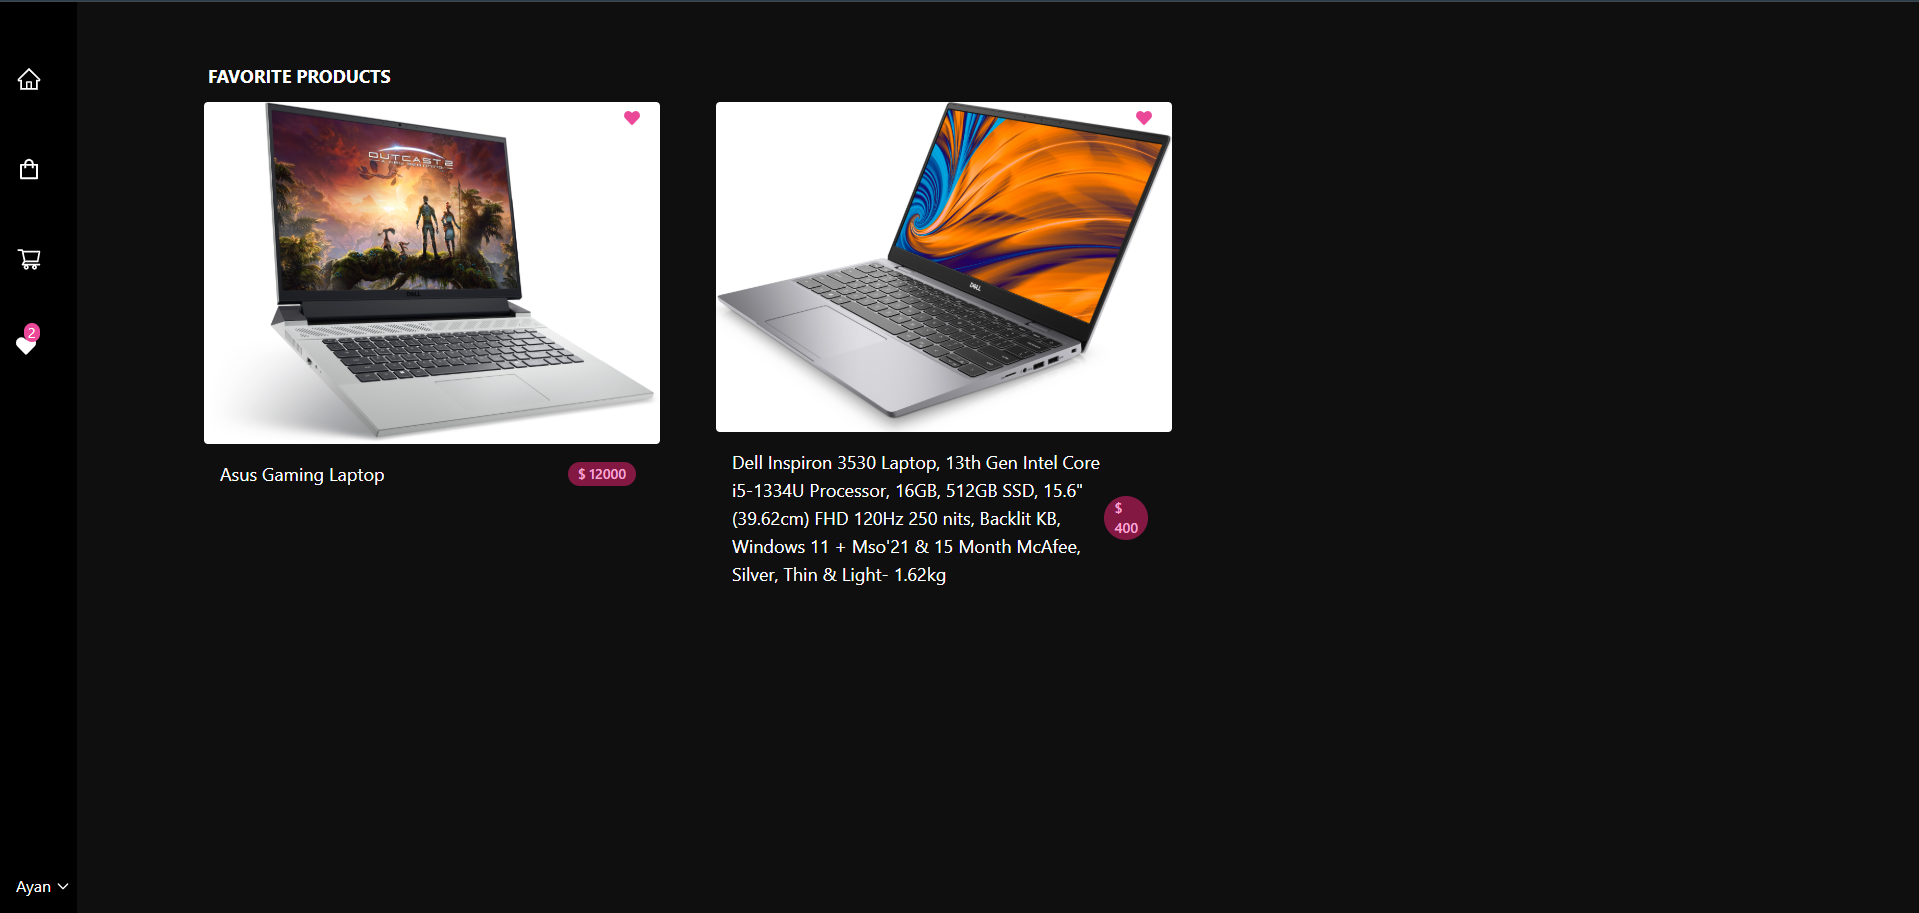 FAVORITE PRODUCTS
OUTCAST 2
DELL
Asus Gaming Laptop
$ 12000
DELL
Dell Inspiron 3530 Laptop, 13th Gen Intel Core
i5-1334U Processor, 16GB, 512GB SSD, 15.6"
(39.62cm) FHD 120Hz 250 nits, Backlit KB,
Windows 11 + Mso'21 & 15 Month McAfee,
Silver, Thin & Light- 1.62kg
$
400
2
Ayan